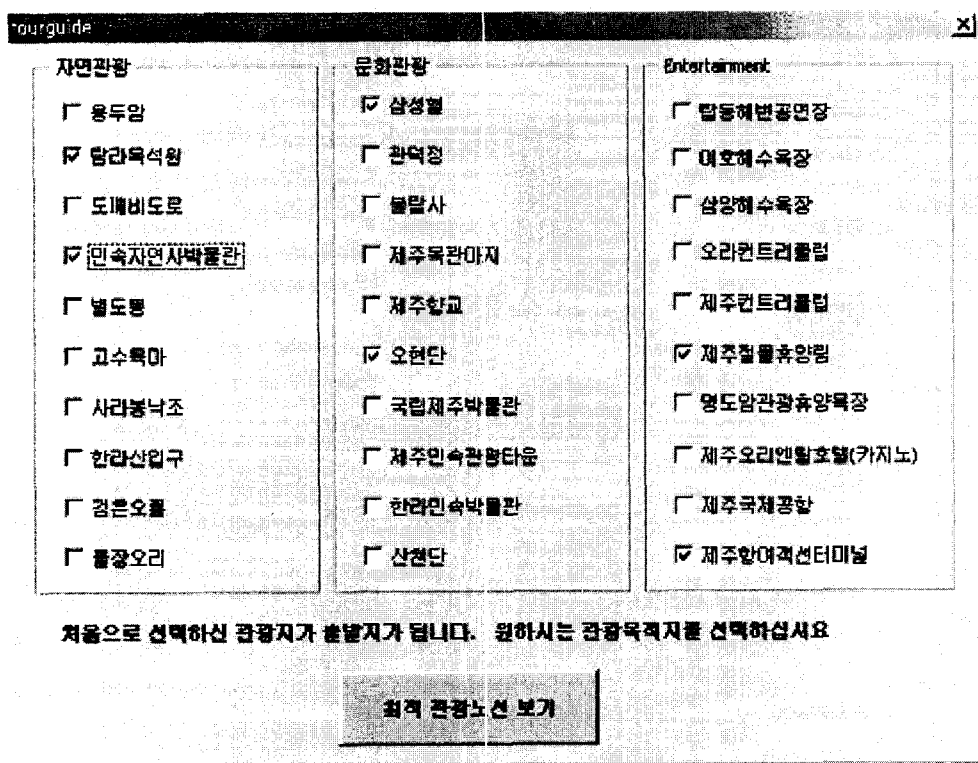 tourguide
자연관광
용두암
탐라목석원
도깨비도로
민속자연사박물관
별도봉
고수목마
사라봉낙조
한라산입구
검은오름
물장오리
문화관광
삼성혈
관덕정
불탑사
제주목관아지
제주향교
오현단
국립제주박물관
제주민속관광타운
한라민속박물관
산천단
Entertainment
탑동해변공연장
이호해수욕장
삼양해수욕장
오라컨트리클럽
제주컨트리클럽
제주절물휴양림
명도암관광휴양목장
제주오리엔탈호텔(카지노)
제주국제공항
제주항여객선터미널
처음으로 선택하신 관광지가 출발지가 됩니다. 원하시는 관광목적지를 선택하십시요
최적 관광노선 보기